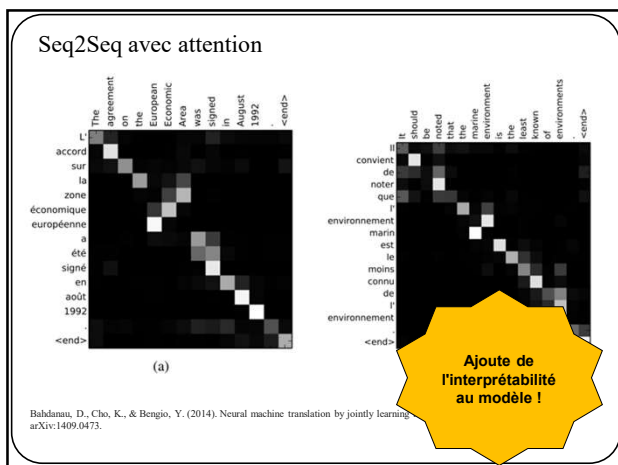 Seq2Seq avec attention
The
agreement
on
the
European
Economic
Area
was
signed
in
August
1992
.
<end>
L'
accord
sur
la
zone
économique
européenne
a
été
signé
en
août
1992
.
<end>
(a)
It
should
be
noted
that
the
marine
environment
is
the
least
known
of
environments
.
<end>
Il
convient
de
noter
que
l'
environnement
marin
est
le
moins
connu
de
l'
environnement
.
<end>
Ajoute de
l'interprétabilité
au modèle !
Bahdanau, D., Cho, K., & Bengio, Y. (2014). Neural machine translation by jointly learning
arXiv:1409.0473.